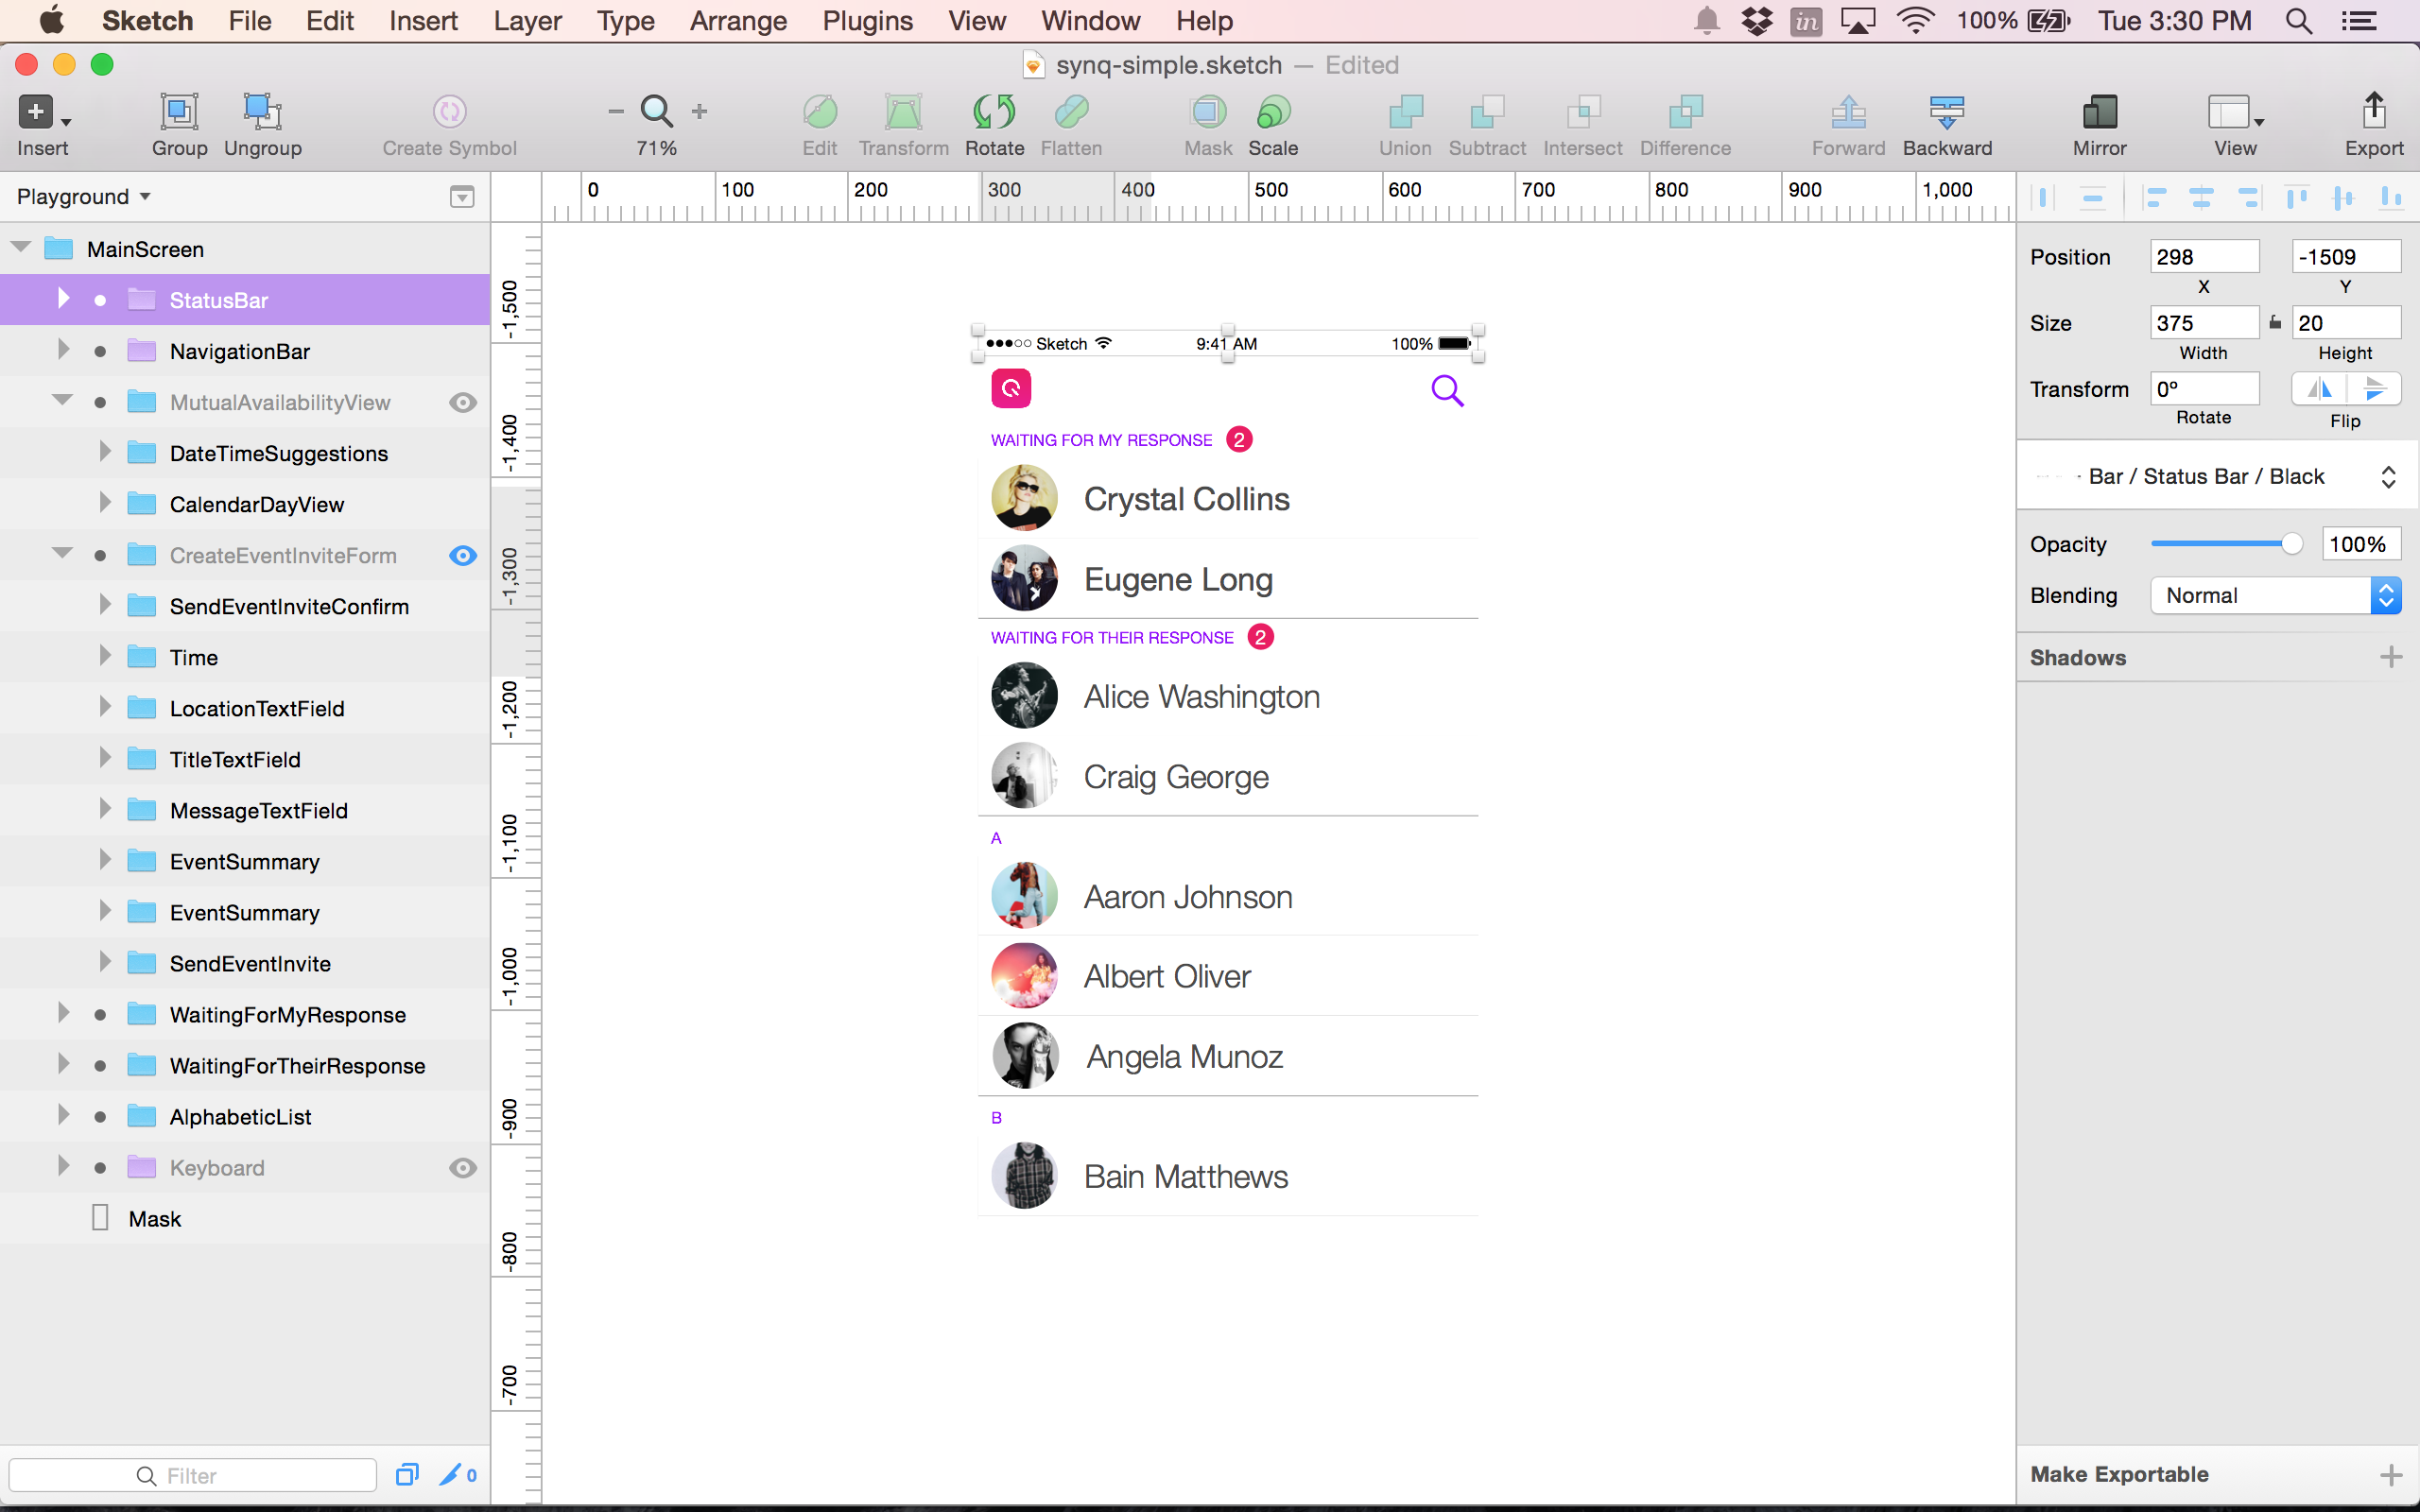 Sketch File Edit Insert Layer Type Arrange Plugins View Window Help in 100% Tue 3:30 PM
synq-simple.sketch — Edited
Insert Group Ungroup Create Symbol 71% Edit Transform Rotate Flatten Mask Scale Union Subtract Intersect Difference Forward Backward Mirror View Export
Playground
0 100 200 300 400 500 600 700 800 900 1,000
MainScreen
StatusBar
NavigationBar
MutualAvailabilityView
DateTimeSuggestions
CalendarDayView
CreateEventInviteForm
SendEventInviteConfirm
Time
LocationTextField
TitleTextField
MessageTextField
EventSummary
EventSummary
SendEventInvite
WaitingForMyResponse
WaitingForTheirResponse
AlphabeticList
Keyboard
Mask
Filter
0
-1,500
-1,400
-1,300
-1,200
-1,100
-1,000
-900
-800
-700
Sketch 9:41 AM 100%
WAITING FOR MY RESPONSE 2
Crystal Collins
Eugene Long
WAITING FOR THEIR RESPONSE 2
Alice Washington
Craig George
A
Aaron Johnson
Albert Oliver
Angela Munoz
B
Bain Matthews
Position 298 -1509
X Y
Size 375 20
Width Height
Transform 0º
Rotate Flip
Bar / Status Bar / Black
Opacity 100%
Blending Normal
Shadows
Make Exportable